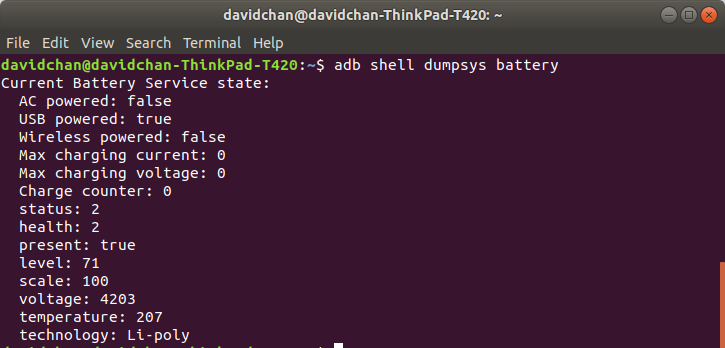 davidchan@davidchan-ThinkPad-T420: ~
File Edit View Search Terminal Help
davidchan@davidchan-ThinkPad-T420:~$ adb shell dumpsys battery
Current Battery Service state:
  AC powered: false
  USB powered: true
  Wireless powered: false
  Max charging current: 0
  Max charging voltage: 0
  Charge counter: 0
  status: 2
  health: 2
  present: true
  level: 71
  scale: 100
  voltage: 4203
  temperature: 207
  technology: Li-poly